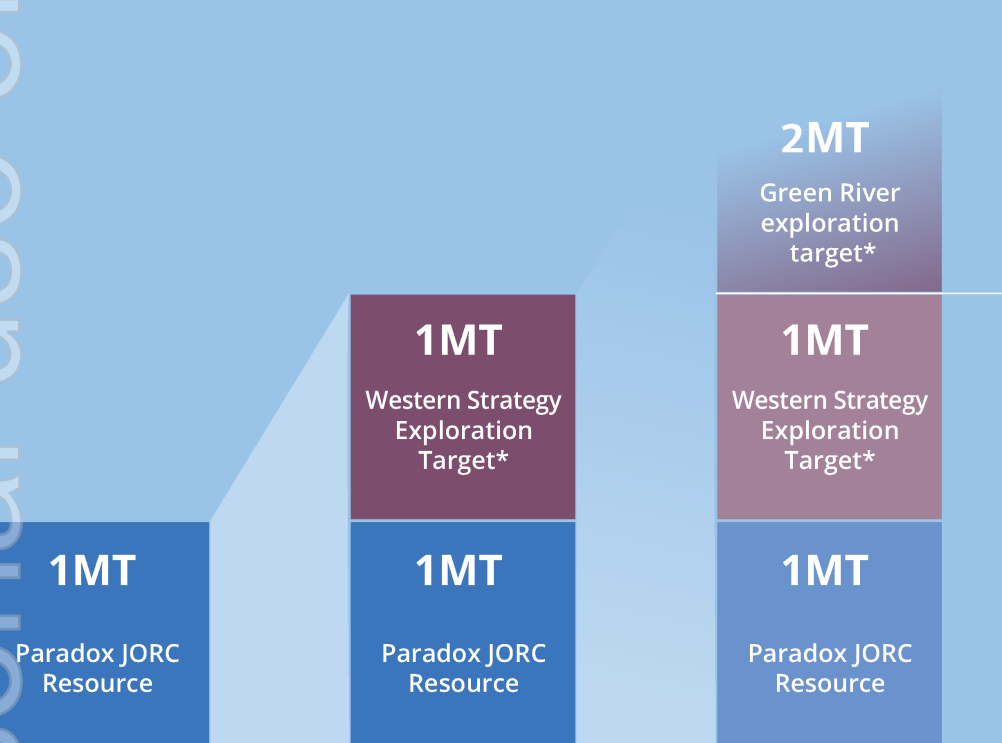 2MT
Green River
exploration
target*
1MT
Western Strategy
Exploration
Target*
1MT
Western Strategy
Exploration
Target*
1MT
Paradox JORC
Resource
1MT
Paradox JORC
Resource
1MT
Paradox JORC
Resource